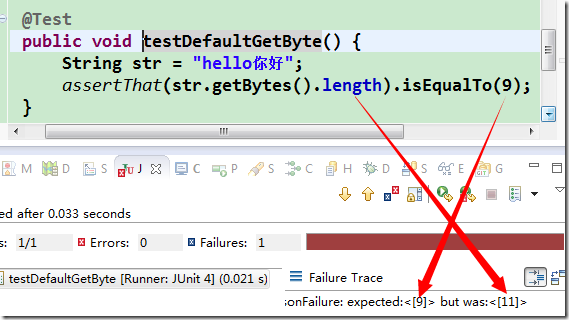 @Test
public void testDefaultGetByte() {
String str = "hello你好";
assertThat(str.getBytes().length).isEqualTo(9);
}
M D S J C P S D H D S E G
ed after 0.033 seconds
s: 1/1 Errors: 0 Failures: 1
testDefaultGetByte [Runner: JUnit 4] (0.021 s)
Failure Trace
sonFailure: expected:<[9]> but was:<[11]>